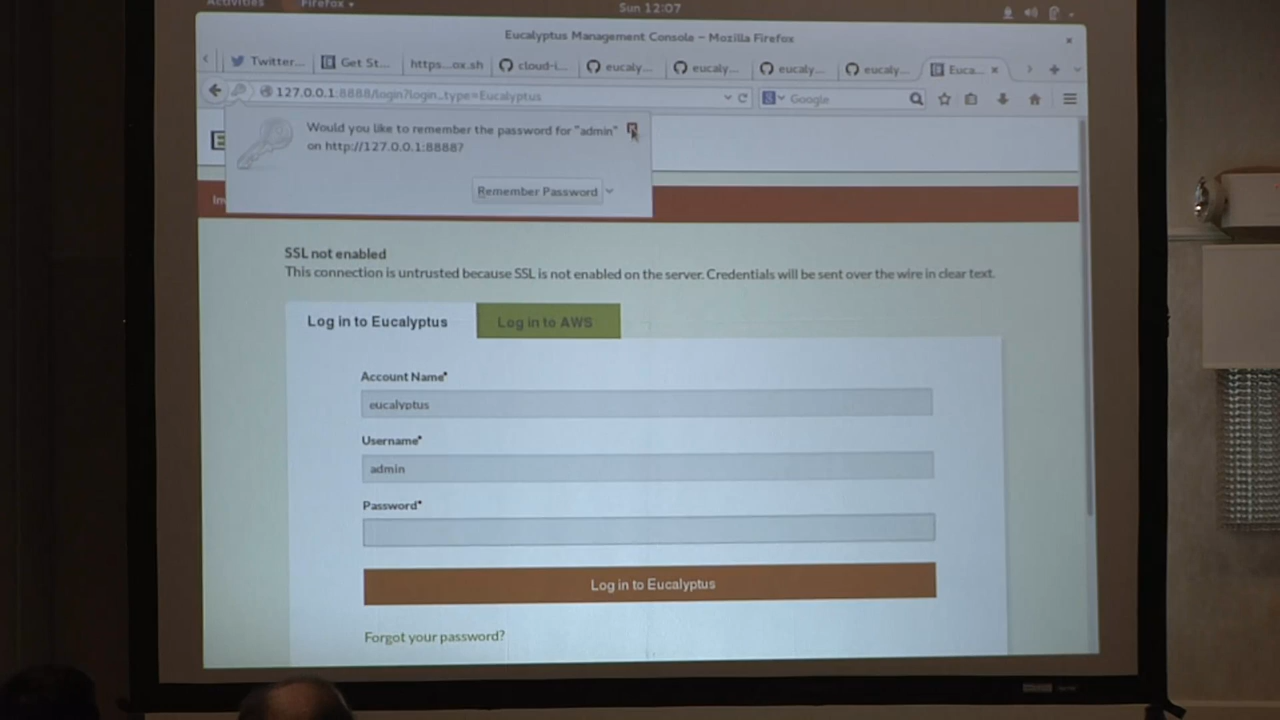 Activities Firefox Sun 12:07
Eucalyptus Management Console – Mozilla Firefox
Twitter... Get St... https...ox.sh cloud-i... eucaly... eucaly... eucaly... eucaly... Euca...
127.0.0.1:8888/login?login_type=Eucalyptus Google
Would you like to remember the password for "admin"
on http://127.0.0.1:8888?
Remember Password
SSL not enabled
This connection is untrusted because SSL is not enabled on the server. Credentials will be sent over the wire in clear text.
Log in to Eucalyptus Log in to AWS
Account Name*
eucalyptus
Username*
admin
Password*
Log in to Eucalyptus
Forgot your password?